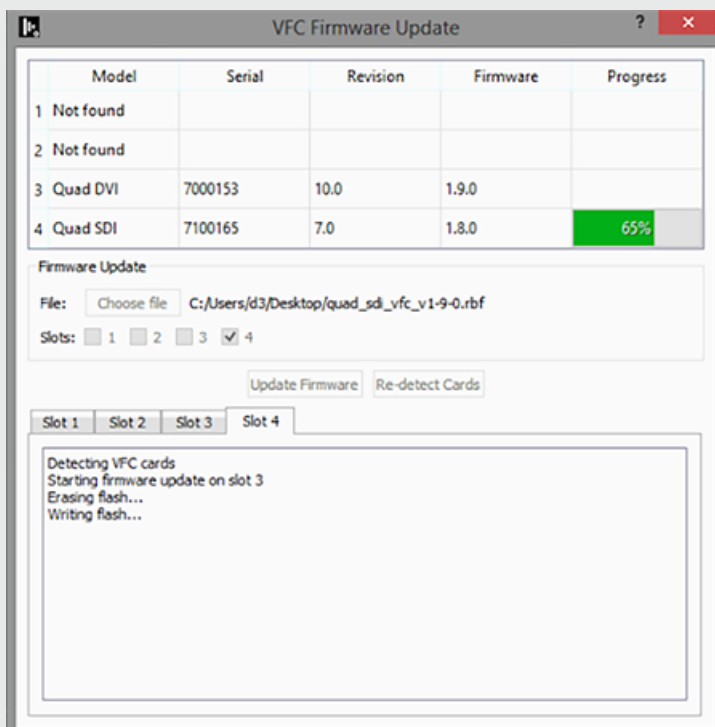 VFC Firmware Update ? ×
Model Serial Revision Firmware Progress
1 Not found
2 Not found
3 Quad DVI 7000153 10.0 1.9.0
4 Quad SDI 7100165 7.0 1.8.0 65%
Firmware Update
File: Choose file C:/Users/d3/Desktop/quad_sdi_vfc_v1-9-0.rbf
Slots: 1 2 3 4
Update Firmware Re-detect Cards
Slot 1 Slot 2 Slot 3 Slot 4
Detecting VFC cards
Starting firmware update on slot 3
Erasing flash...
Writing flash...